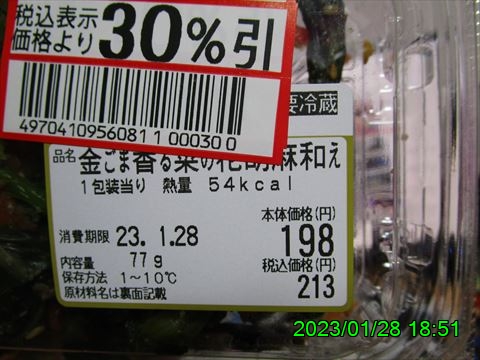 税込表示
価格より30%引
4970410956081100030 0
要冷蔵
品名 金ごま香る菜の花胡麻和え
1包装当り 熱量 54kcal
本体価格(円)
消費期限 23. 1.28 198
内容量 77g 税込価格(円)
保存方法 1~10℃ 213
原材料名は裏面記載
2023/01/28 18:51